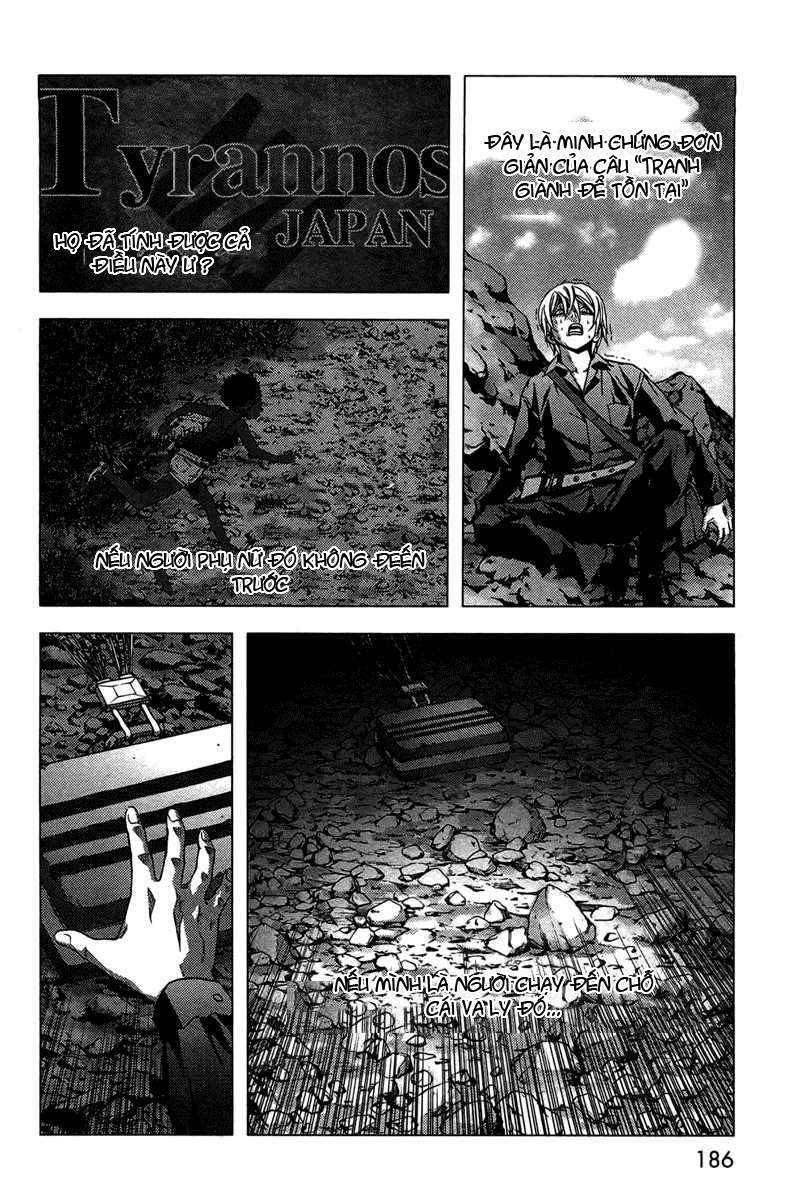 ĐÂY LÀ MINH CHỨNG ĐƠN
GIẢN CỦA CÂU "TRANH
GIÀNH ĐỂ TỒN TẠI"
Tyrannos
JAPAN
HỌ ĐÃ TÍNH ĐƯỢC CẢ
ĐIỀU NÀY Ư ?
NẾU NGƯỜI PHỤ NỮ ĐÓ KHÔNG ĐEẾN
TRƯỚC
NẾU MÌNH LÀ NGƯỜI CHẠY ĐẾN CHỖ
CÁI VA LY ĐÓ...
186